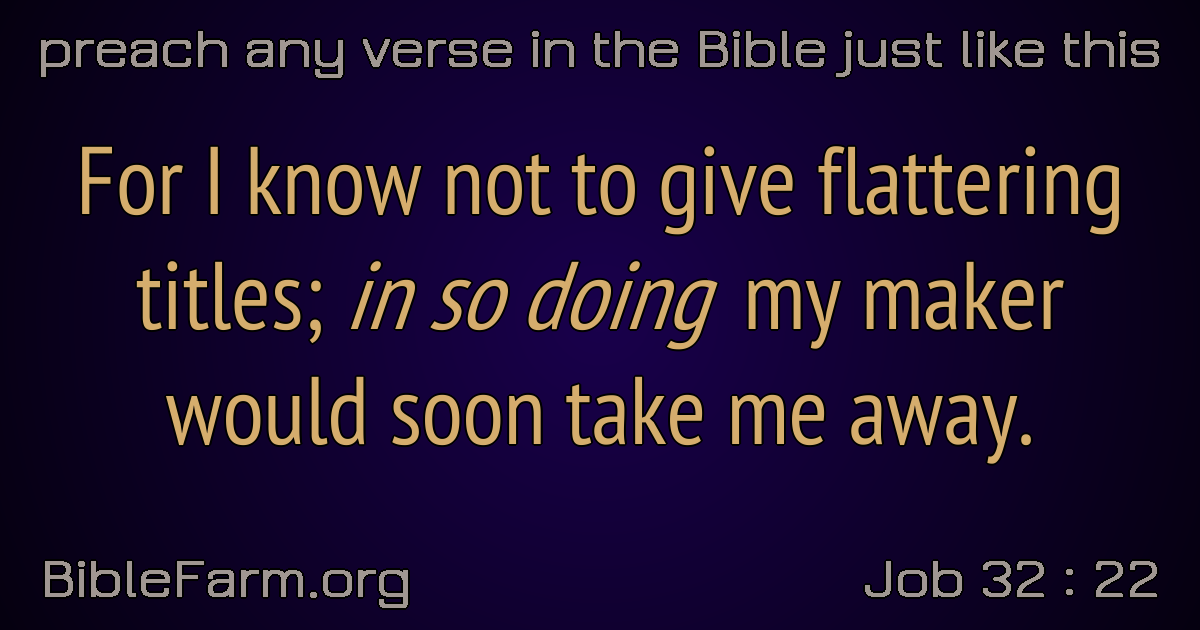 preach any verse in the Bible just like this
For I know not to give flattering
titles; in so doing my maker
would soon take me away.
BibleFarm.org
Job 32 : 22